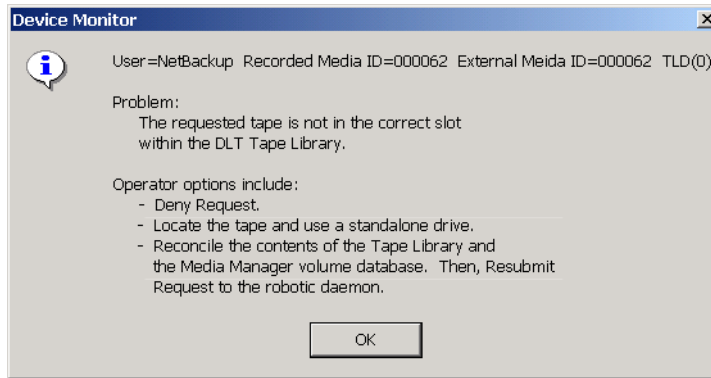 Device Monitor
User=NetBackup Recorded Media ID=000062 External Meida ID=000062 TLD(0)
Problem:
The requested tape is not in the correct slot
within the DLT Tape Library.
Operator options include:
- Deny Request.
- Locate the tape and use a standalone drive.
- Reconcile the contents of the Tape Library and
the Media Manager volume database. Then, Resubmit
Request to the robotic daemon.
OK